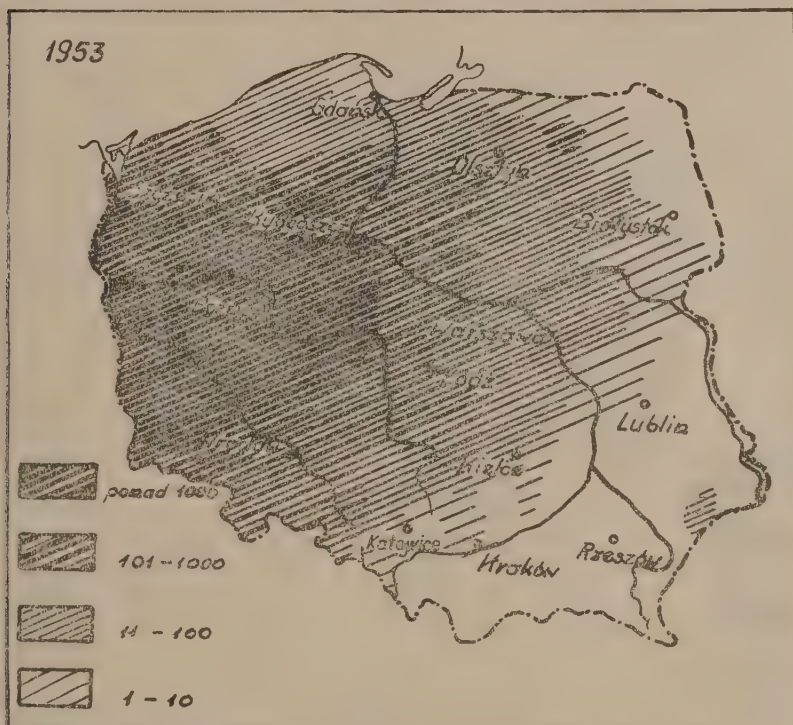 1953
Gdańsk
Olsztyn
Bydgoszcz
Białystok
Warszawa
Łódź
Lublin
Kielce
Katowice
Kraków
Rzeszów
ponad 1000
101-1000
11-100
1-10